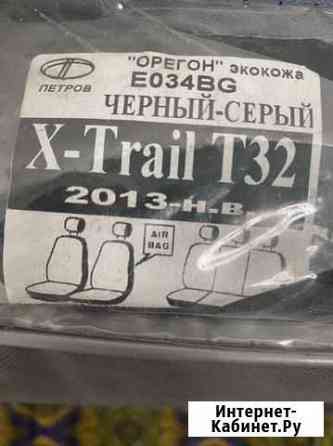 "ОРЕГОН" экокожа
ПЕТРОВ
E034BG
ЧЕРНЫЙ-СЕРЫЙ
X-Trail T32
2013-н.в.
AIR
BAG
Интернет-
Кабинет.Ру